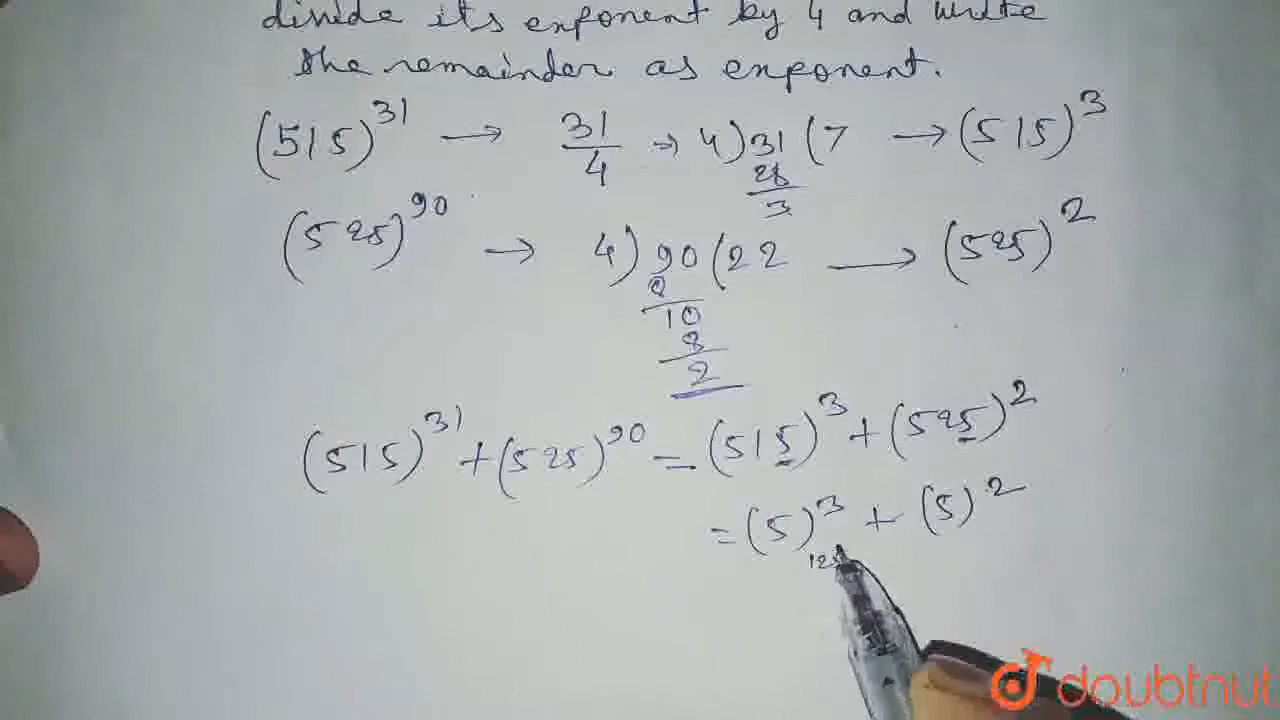 divide its exponent by 4 and write
the remainder as exponent.
(515)^31 → 31/4 → 4)31(7 → (515)^3
28
3
(525)^90 → 4)90(22 → (525)^2
8
10
8
2
(515)^31 + (525)^90 = (515)^3 + (525)^2
= (5)^3 + (5)^2
125
doubtnut